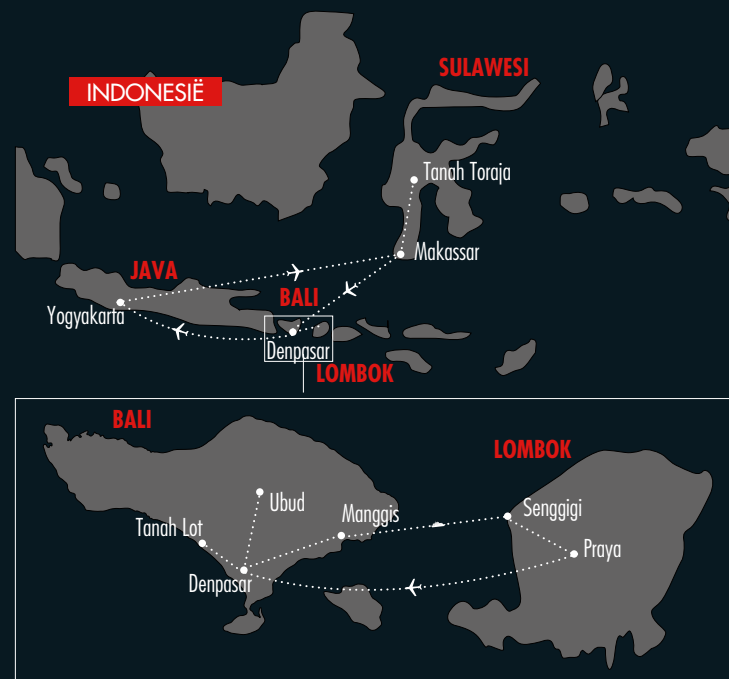 SULAWESI
INDONESIË
Tanah Toraja
Makassar
JAVA
BALI
Yogyakarta
Denpasar
LOMBOK
BALI
LOMBOK
Ubud
Manggis
Senggigi
Tanah Lot
Praya
Denpasar